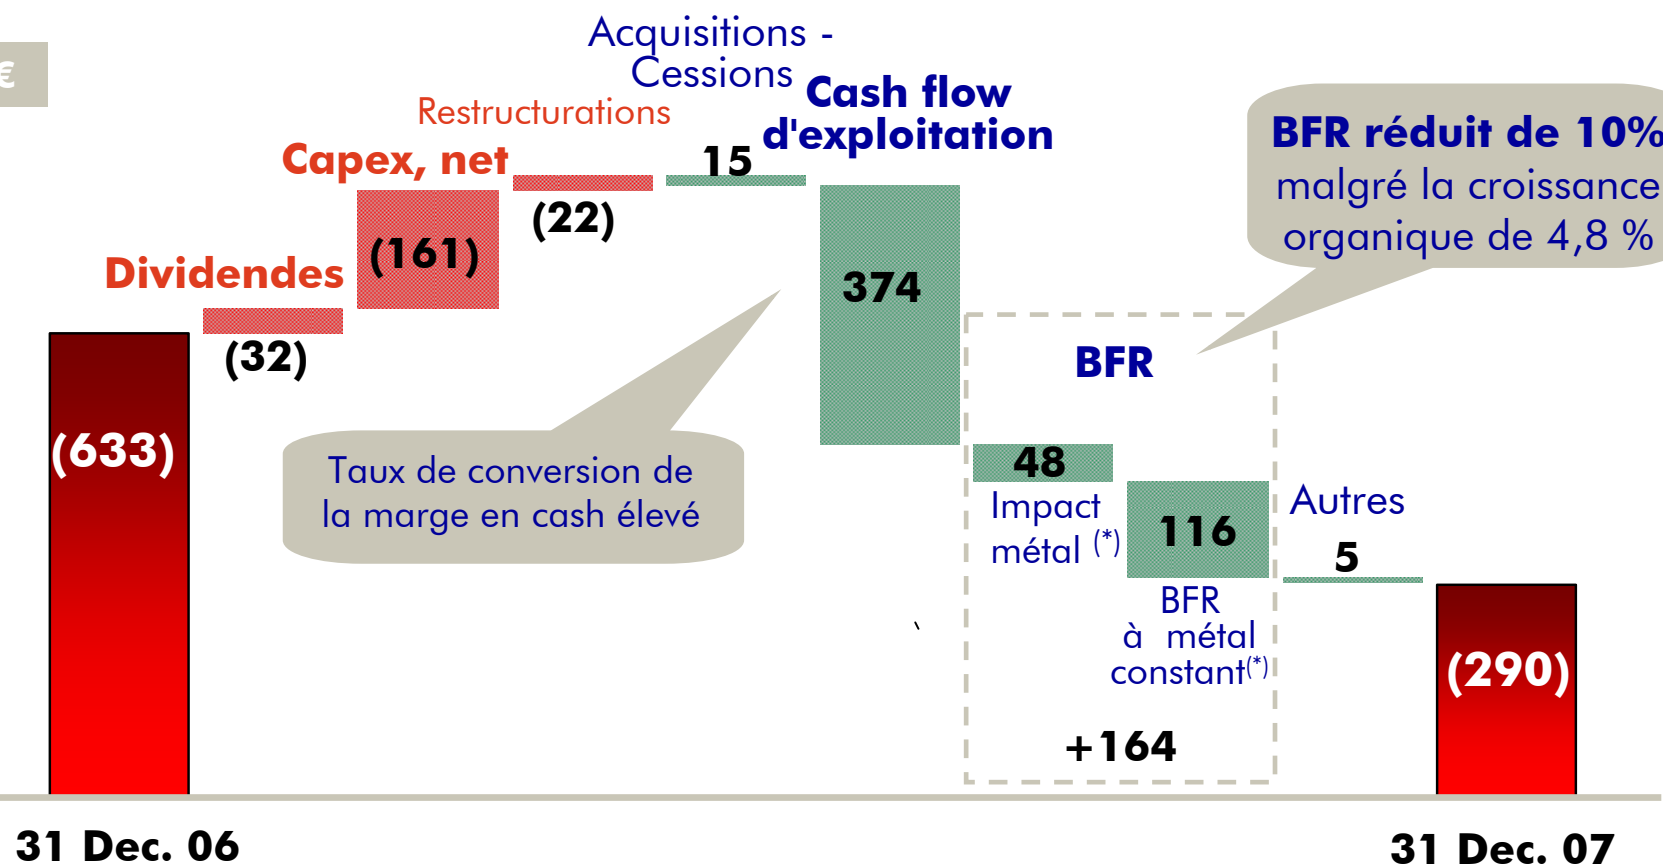 €
Acquisitions -
Cessions
Cash flow
d'exploitation
Restructurations
Capex, net
15
(22)
(161)
Dividendes
(32)
(633)
374
BFR réduit de 10%
malgré la croissance
organique de 4,8 %
Taux de conversion de
la marge en cash élevé
BFR
48
Impact
métal (*)
116
BFR
à métal
constant(*)
+164
Autres
5
(290)
31 Dec. 06
31 Dec. 07